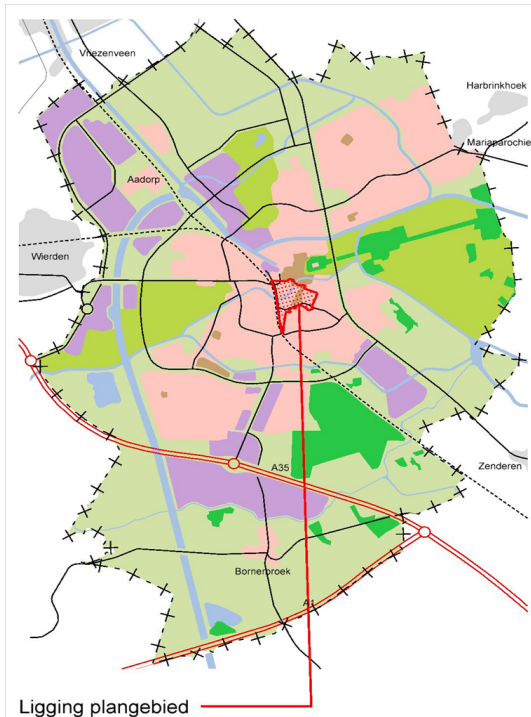 Vriezenveen
Harbrinkhoek
Mariaparochie
Aadorp
Wierden
A35
Zenderen
Bornerbroek
A1
Ligging plangebied